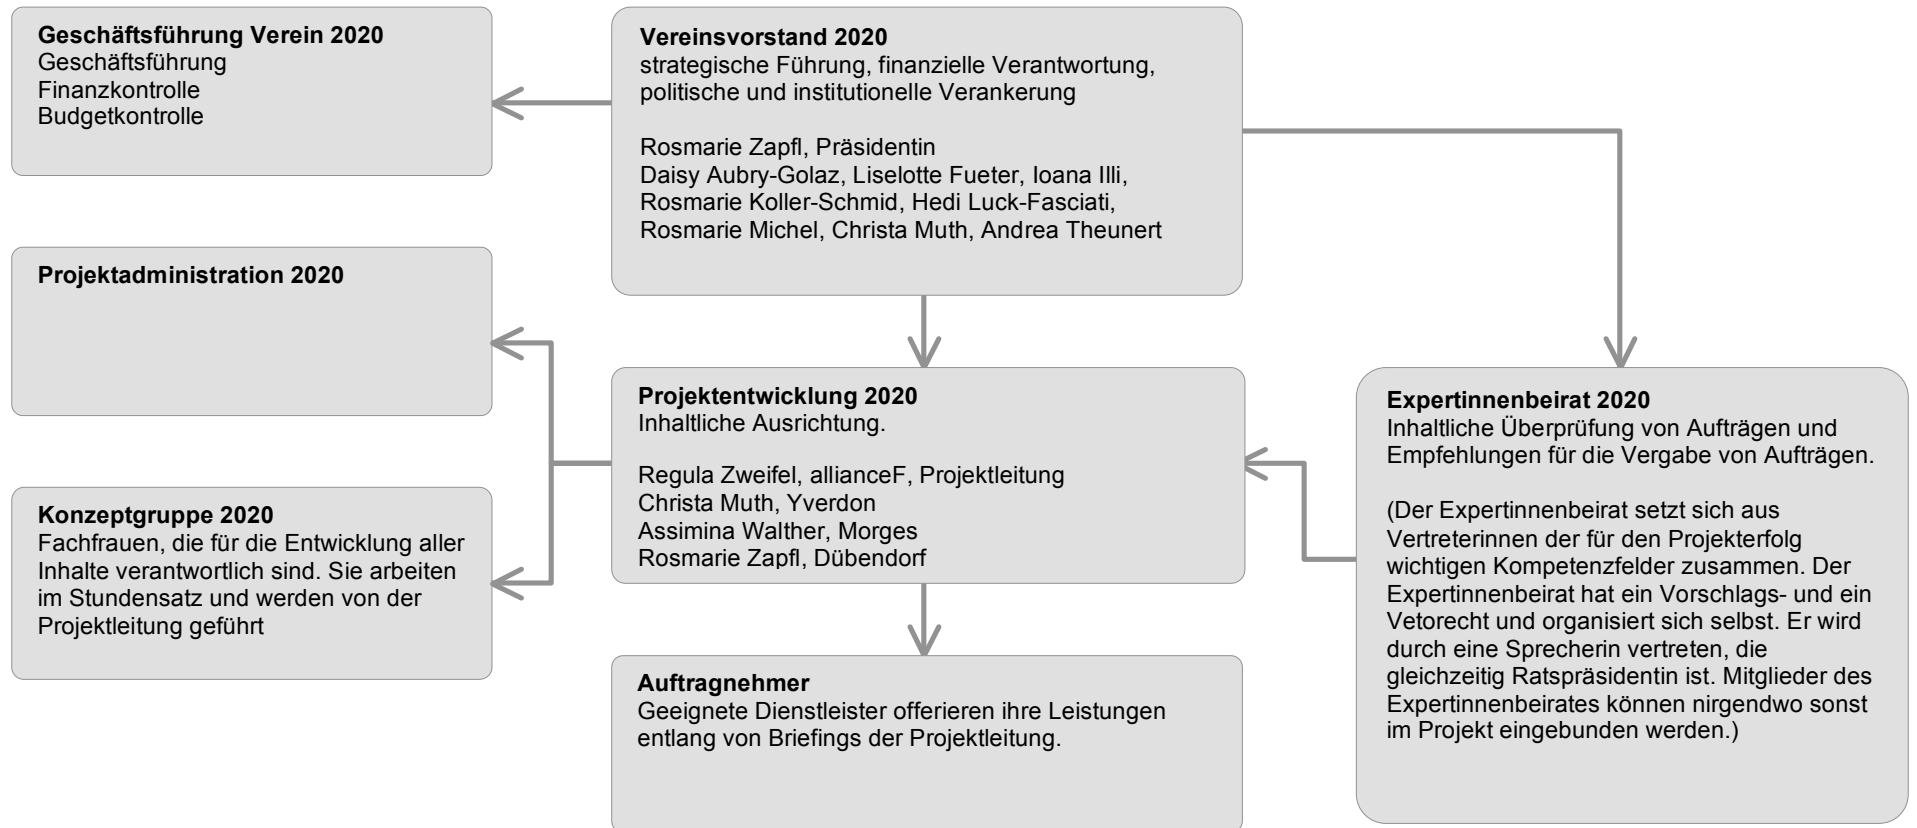 Geschäftsführung Verein 2020
Geschäftsführung
Finanzkontrolle
Budgetkontrolle
Vereinsvorstand 2020
strategische Führung, finanzielle Verantwortung,
politische und institutionelle Verankerung
Rosmarie Zapfl, Präsidentin
Daisy Aubry-Golaz, Liselotte Fueter, Ioana Illi,
Rosmarie Koller-Schmid, Hedi Luck-Fasciati,
Rosmarie Michel, Christa Muth, Andrea Theunert
Projektadministration 2020
Projektentwicklung 2020
Inhaltliche Ausrichtung.
Regula Zweifel, allianceF, Projektleitung
Christa Muth, Yverdon
Assimina Walther, Morges
Rosmarie Zapfl, Dübendorf
Expertinnenbeirat 2020
Inhaltliche Überprüfung von Aufträgen und
Empfehlungen für die Vergabe von Aufträgen.
(Der Expertinnenbeirat setzt sich aus
Vertreterinnen der für den Projekterfolg
wichtigen Kompetenzfelder zusammen. Der
Expertinnenbeirat hat ein Vorschlags- und ein
Vetorecht und organisiert sich selbst. Er wird
durch eine Sprecherin vertreten, die
gleichzeitig Ratspräsidentin ist. Mitglieder des
Expertinnenbeirates können nirgendwo sonst
im Projekt eingebunden werden.)
Konzeptgruppe 2020
Fachfrauen, die für die Entwicklung aller
Inhalte verantwortlich sind. Sie arbeiten
im Stundensatz und werden von der
Projektleitung geführt
Auftragnehmer
Geeignete Dienstleister offerieren ihre Leistungen
entlang von Briefings der Projektleitung.